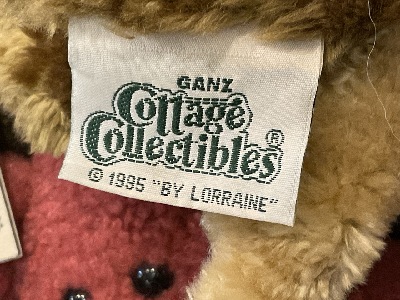 GANZ
Cottage
Collectibles®
© 1995 "BY LORRAINE"